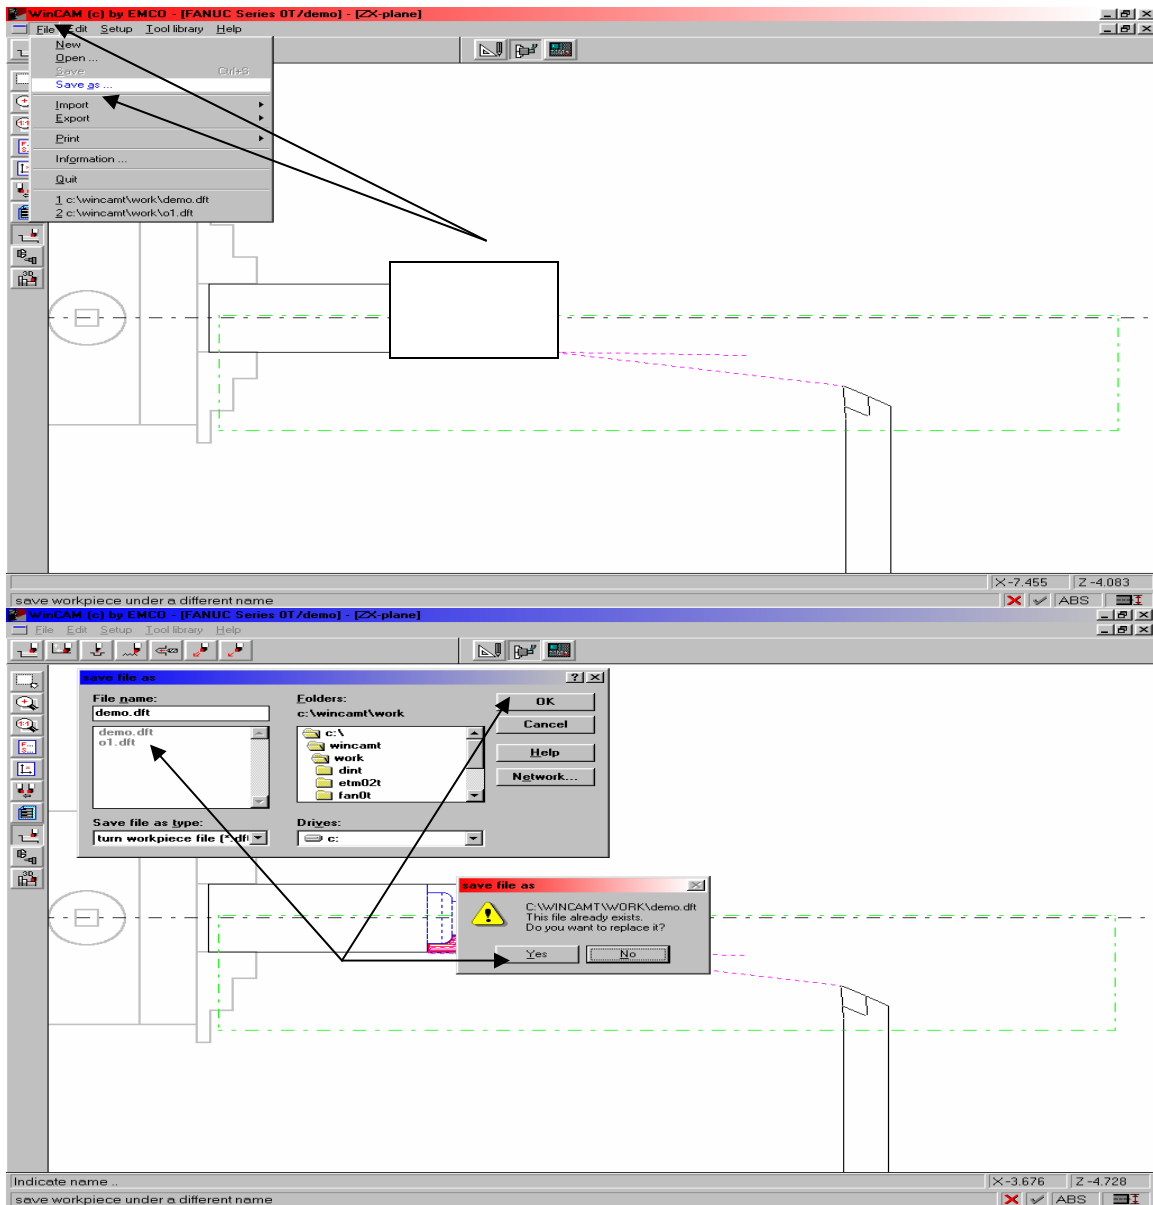 WinCAM (c) by EMCO - [FANUC Series 0T/demo] - [ZX-plane]
File Edit Setup Tool library Help
New
Open ...
Save Ctrl+S
Save as ...
Import
Export
Print
Information ...
Quit
1 c:\wincamt\work\demo.dft
2 c:\wincamt\work\o1.dft
3D
X -7.455 Z -4.083
save workpiece under a different name ABS
WinCAM (c) by EMCO - [FANUC Series 0T/demo] - [ZX-plane]
File Edit Setup Tool library Help
save file as
File name: Folders: OK
demo.dft c:\wincamt\work
demo.dft c:\ Cancel
o1.dft wincamt
work Help
dint
etm02t Network...
fan0t
Save file as type: Drives:
turn workpiece file (*.df c:
1:1
3D
save file as
C:\WINCAMT\WORK\demo.dft
This file already exists.
Do you want to replace it?
Yes No
Indicate name .. X -3.676 Z -4.728
save workpiece under a different name ABS